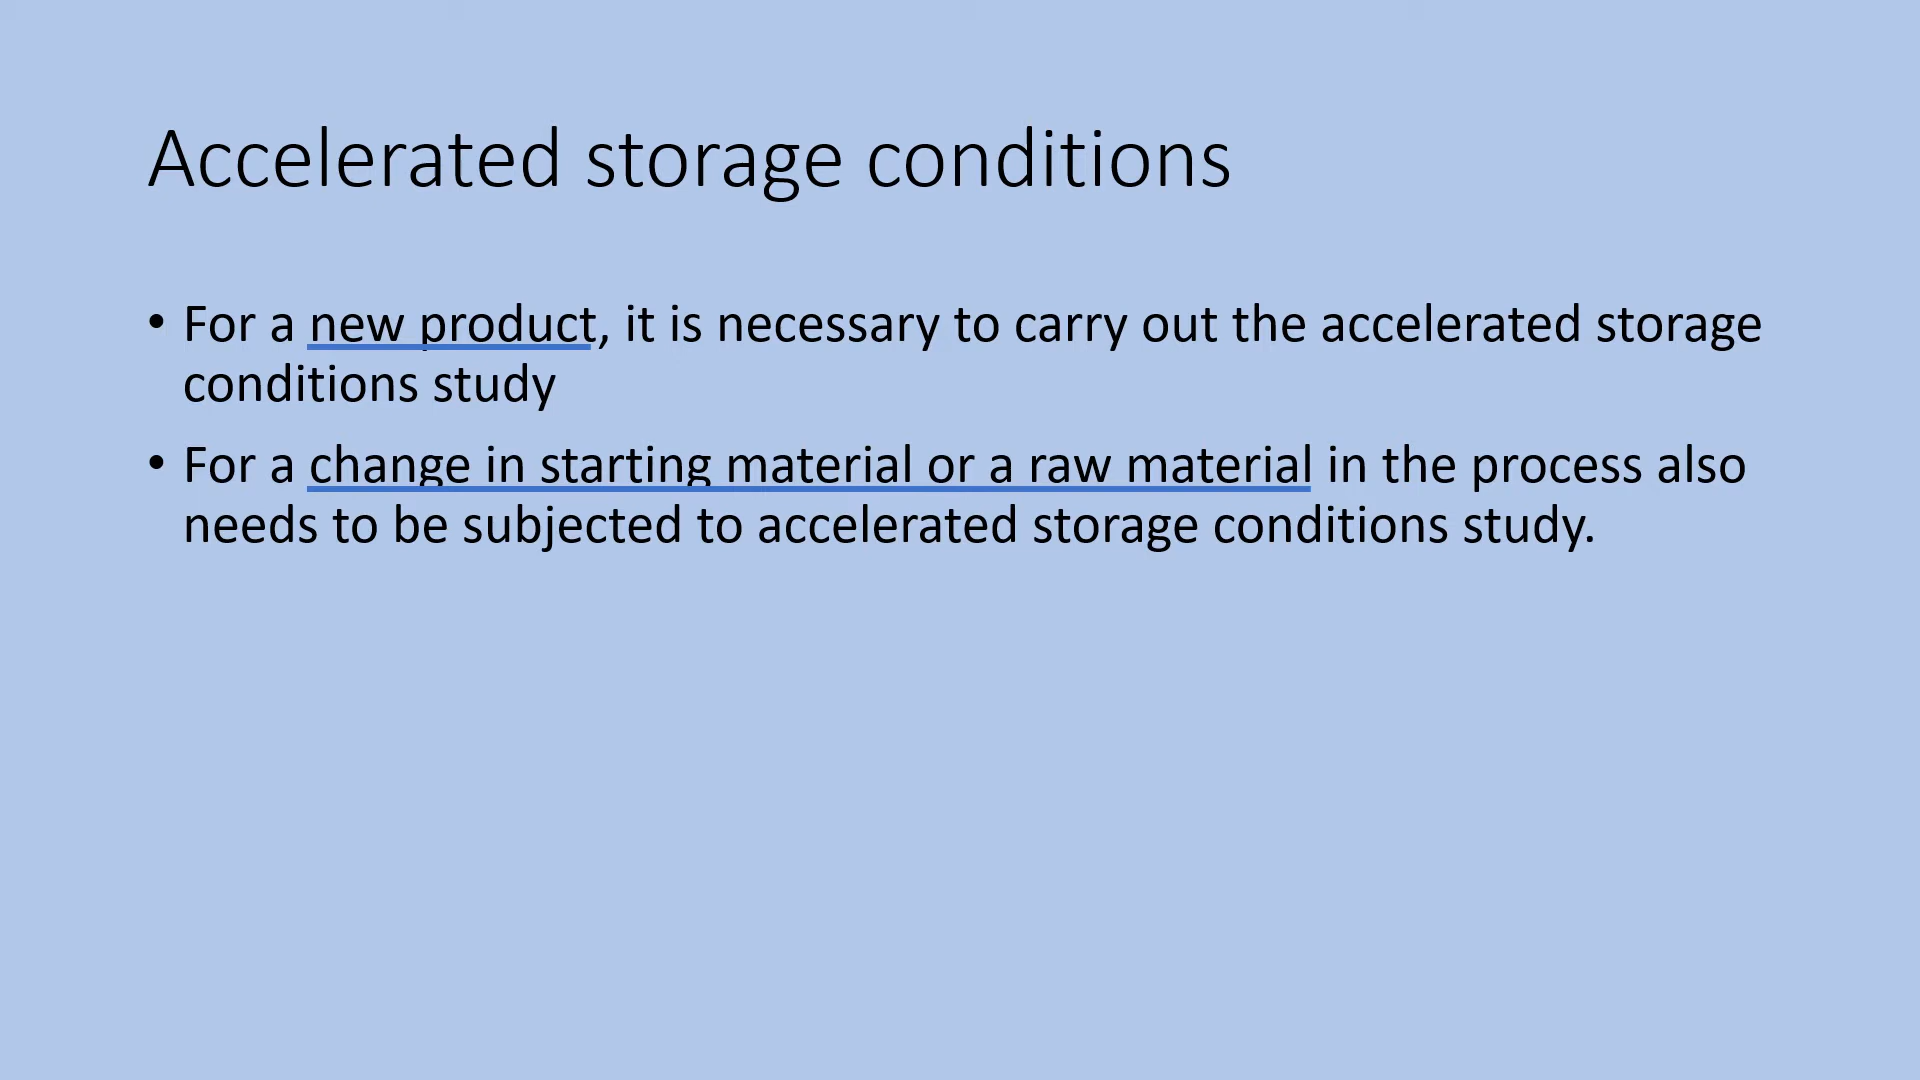 Accelerated storage conditions
• For a new product, it is necessary to carry out the accelerated storage
conditions study
• For a change in starting material or a raw material in the process also
needs to be subjected to accelerated storage conditions study.